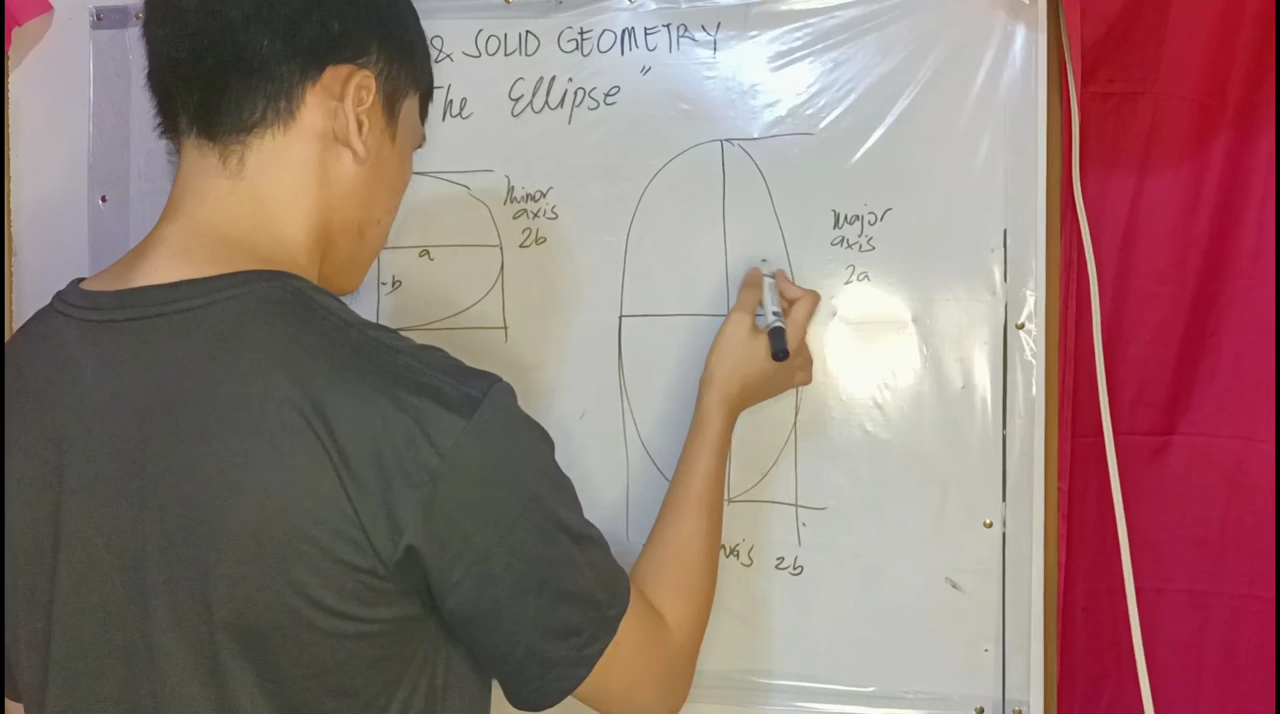 & SOLID GEOMETRY
The Ellipse"
Minor
axis
2b
a
-b
Major
axis
2a
2b